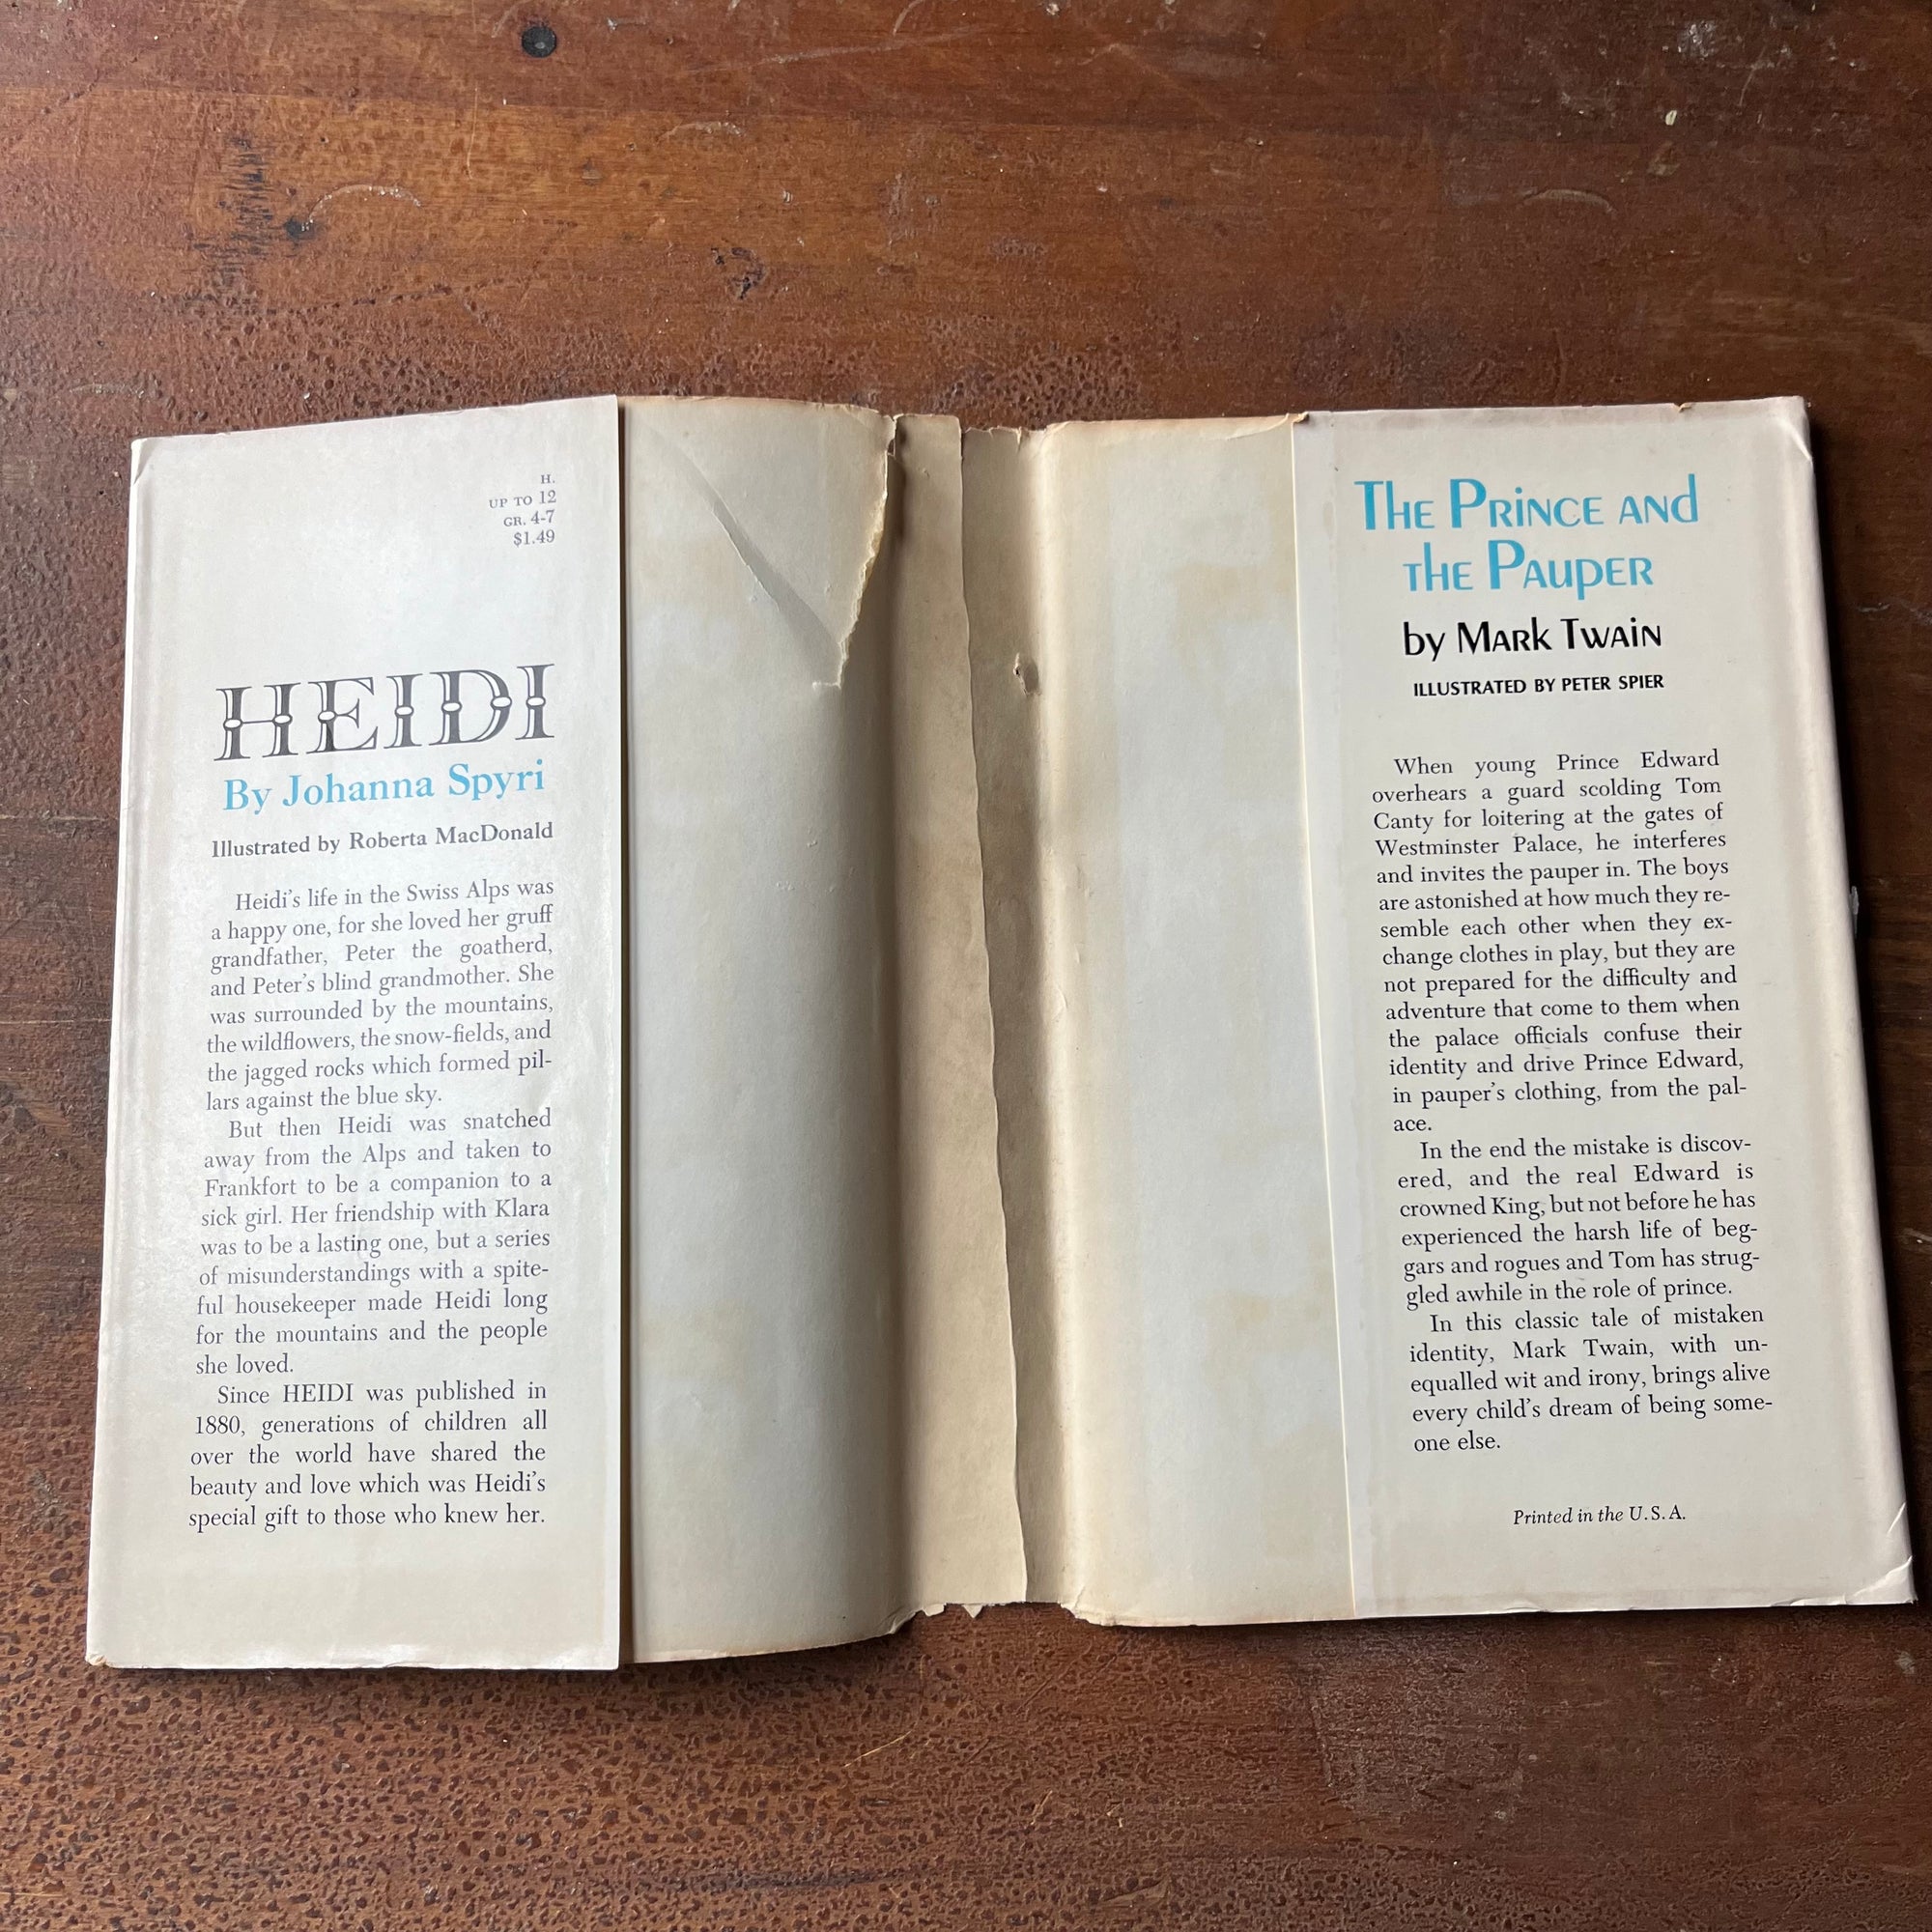 H.
UP TO 12
GR. 4-7
$1.49
HEIDI
By Johanna Spyri
Illustrated by Roberta MacDonald
Heidi's life in the Swiss Alps was
a happy one, for she loved her gruff
grandfather, Peter the goatherd,
and Peter's blind grandmother. She
was surrounded by the mountains,
the wildflowers, the snow-fields, and
the jagged rocks which formed pil-
lars against the blue sky.
But then Heidi was snatched
away from the Alps and taken to
Frankfort to be a companion to a
sick girl. Her friendship with Klara
was to be a lasting one, but a series
of misunderstandings with a spite-
ful housekeeper made Heidi long
for the mountains and the people
she loved.
Since HEIDI was published in
1880, generations of children all
over the world have shared the
beauty and love which was Heidi's
special gift to those who knew her.
The Prince and
the Pauper
by Mark Twain
ILLUSTRATED BY PETER SPIER
When young Prince Edward
overhears a guard scolding Tom
Canty for loitering at the gates of
Westminster Palace, he interferes
and invites the pauper in. The boys
are astonished at how much they re-
semble each other when they ex-
change clothes in play, but they are
not prepared for the difficulty and
adventure that come to them when
the palace officials confuse their
identity and drive Prince Edward,
in pauper's clothing, from the pal-
ace.
In the end the mistake is discov-
ered, and the real Edward is
crowned King, but not before he has
experienced the harsh life of beg-
gars and rogues and Tom has strug-
gled awhile in the role of prince.
In this classic tale of mistaken
identity, Mark Twain, with un-
equalled wit and irony, brings alive
every child's dream of being some-
one else.
Printed in the U.S.A.